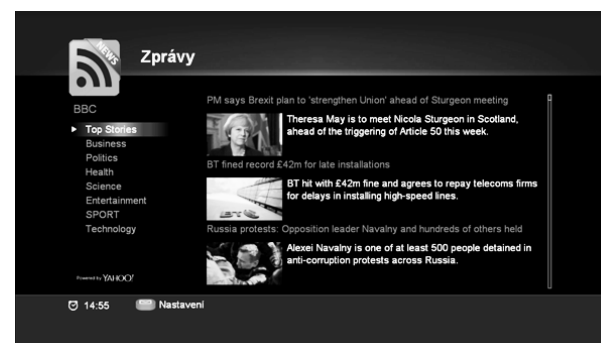 NEWS
Zprávy
BBC
Top Stories
Business
Politics
Health
Science
Entertainment
SPORT
Technology
Powered by YAHOO!
PM says Brexit plan to 'strengthen Union' ahead of Sturgeon meeting
Theresa May is to meet Nicola Sturgeon in Scotland,
ahead of the triggering of Article 50 this week.
BT fined record £42m for late installations
BT hit with £42m fine and agrees to repay telecoms firms
for delays in installing high-speed lines.
Russia protests: Opposition leader Navalny and hundreds of others held
Alexei Navalny is one of at least 500 people detained in
anti-corruption protests across Russia.
14:55
Nastavení